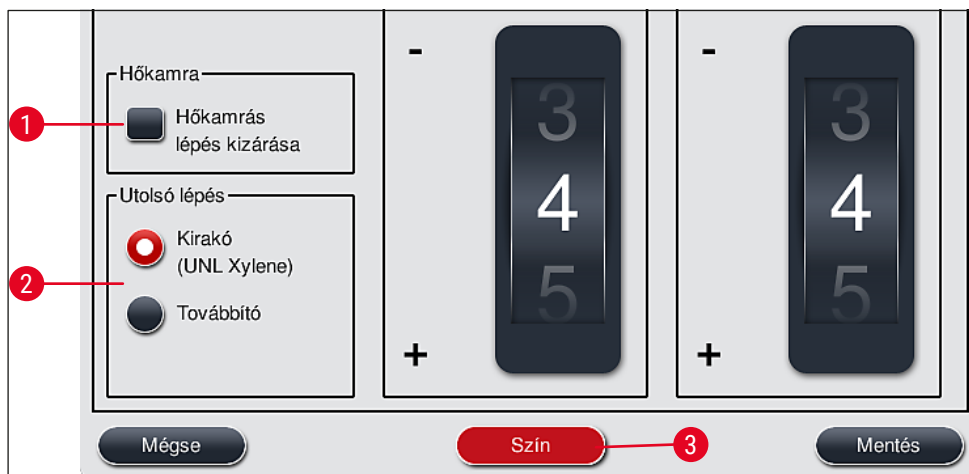 Hőkamra
1
Hőkamrás
lépés kizárása
Utolsó lépés
Kirakó
(UNL Xylene)
2
Továbbító
-
3
4
5
+
-
3
4
5
+
Mégse
Szín
3
Mentés